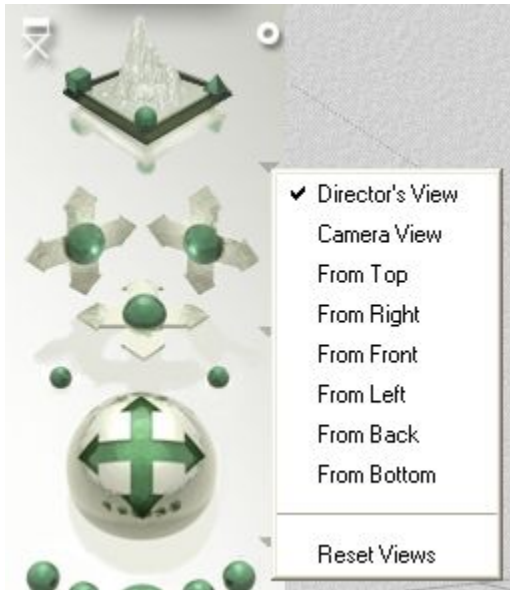 Director's View
Camera View
From Top
From Right
From Front
From Left
From Back
From Bottom
Reset Views